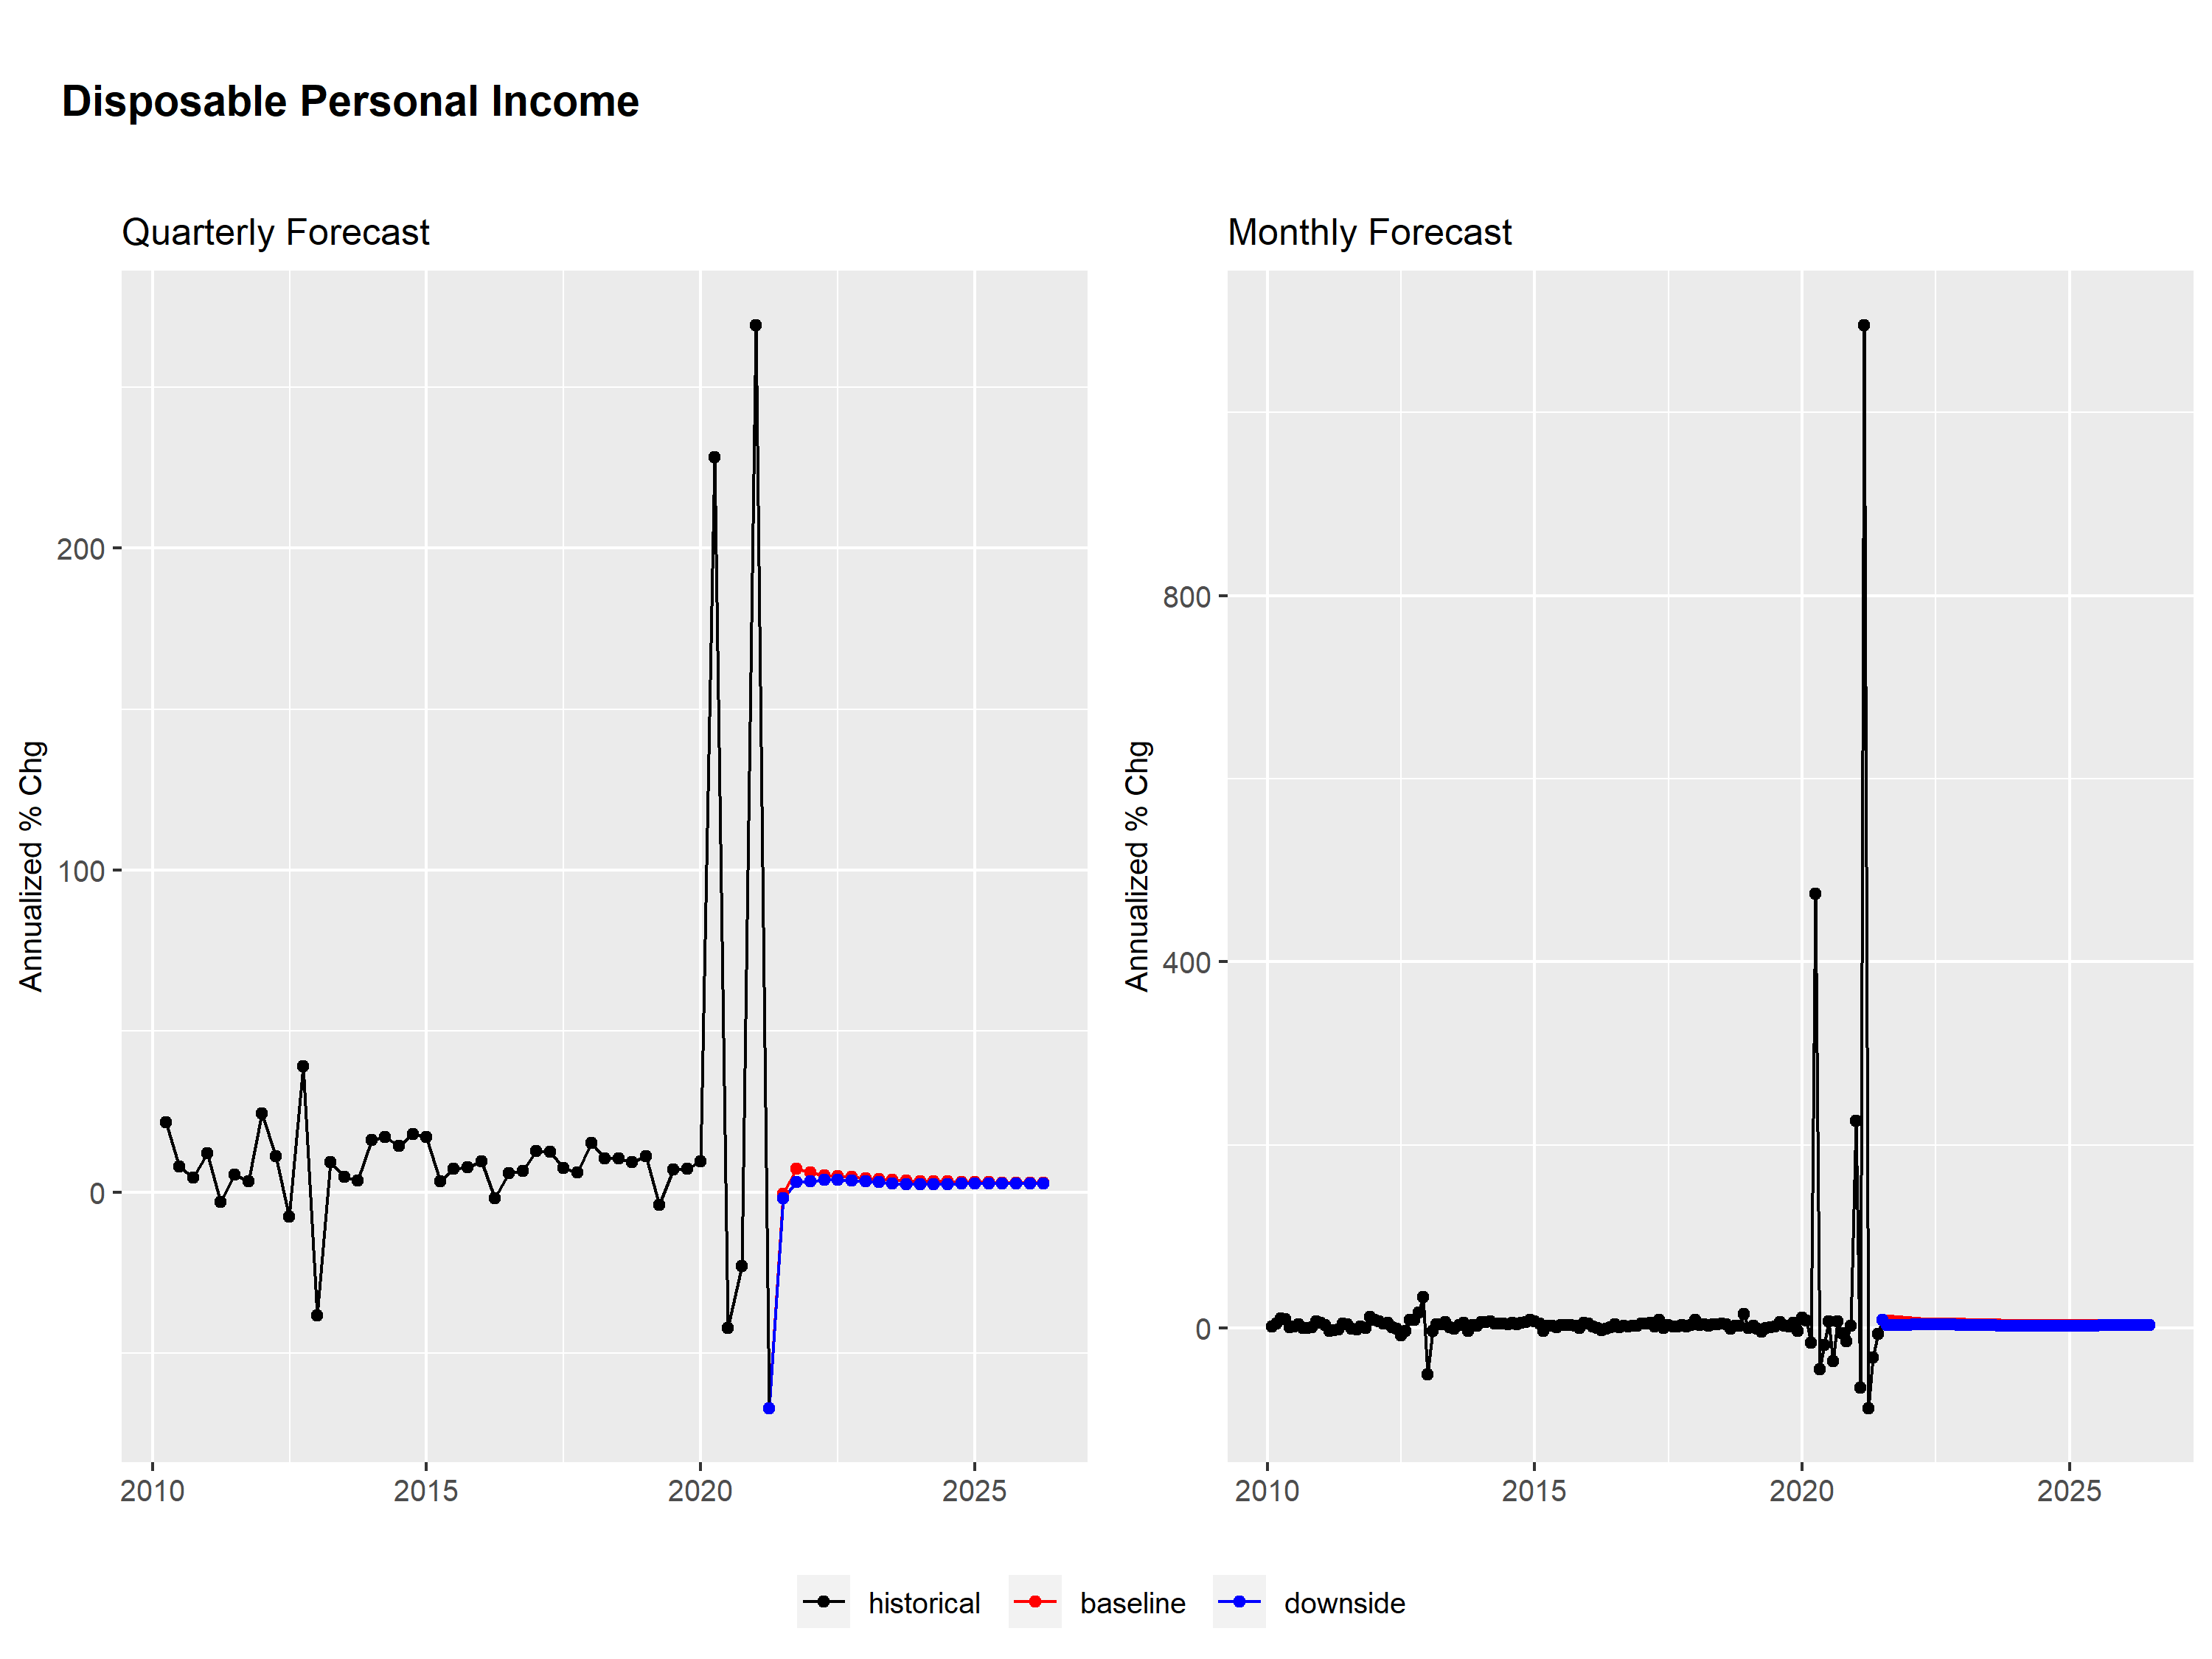 Disposable Personal Income
Quarterly Forecast
Annualized % Chg
200
100
0
2010 2015 2020 2025
Monthly Forecast
Annualized % Chg
800
400
0
2010 2015 2020 2025
historical baseline downside